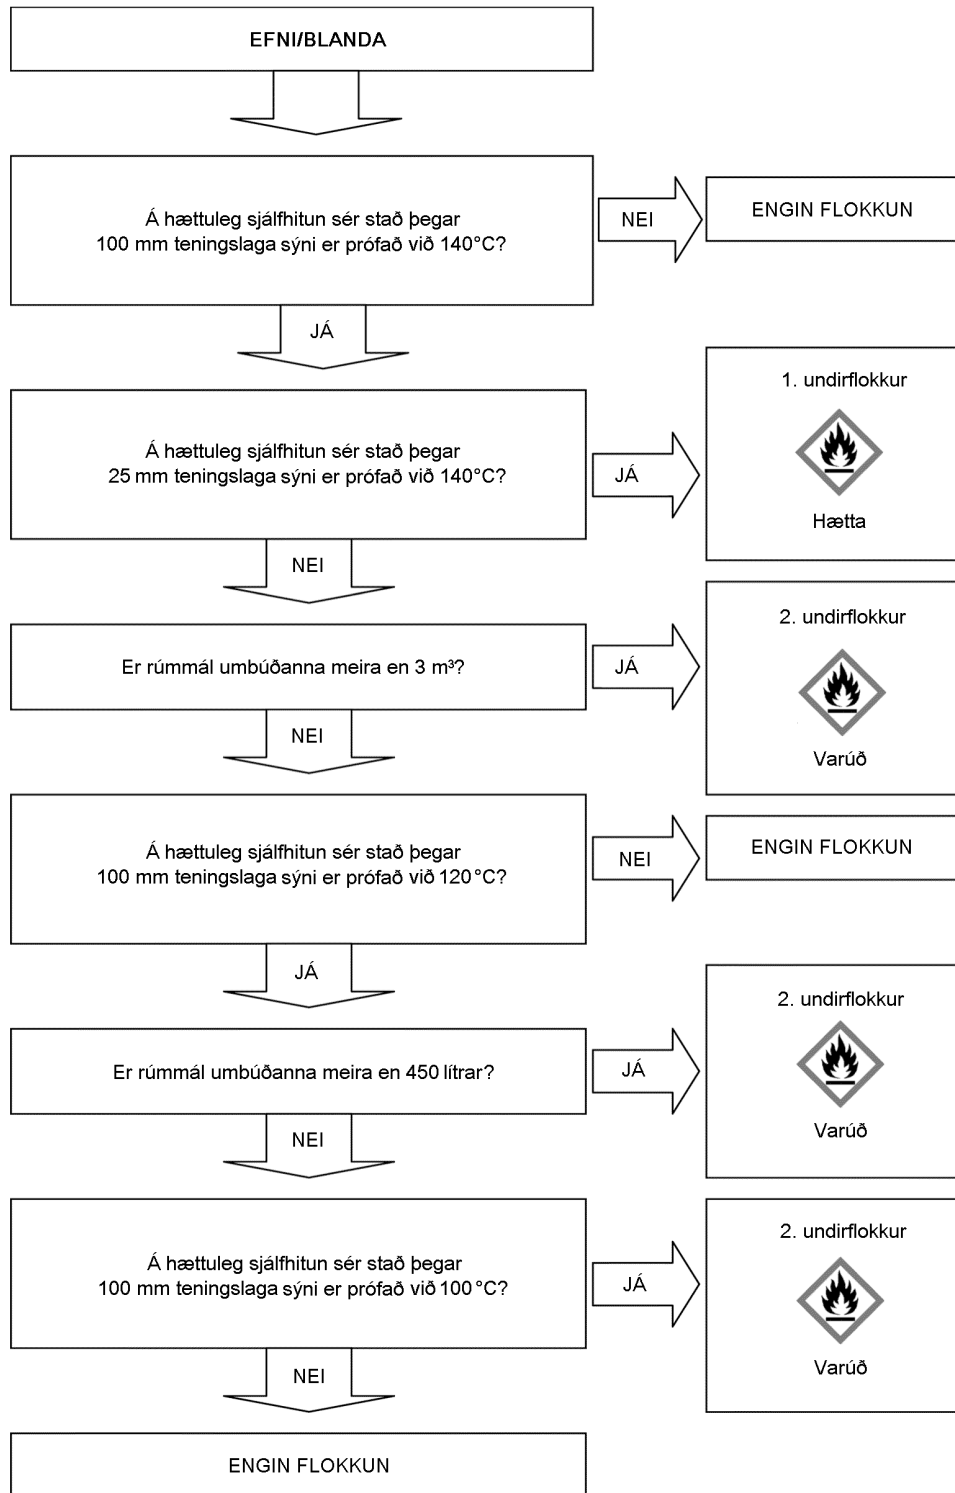 EFNI/BLANDA
Á hættuleg sjálfhitun sér stað þegar
100 mm teningslaga sýni er prófað við 140°C?
NEI
ENGIN FLOKKUN
JÁ
Á hættuleg sjálfhitun sér stað þegar
25 mm teningslaga sýni er prófað við 140°C?
JÁ
1. undirflokkur
Hætta
NEI
Er rúmmál umbúðanna meira en 3 m³?
JÁ
2. undirflokkur
Varúð
NEI
Á hættuleg sjálfhitun sér stað þegar
100 mm teningslaga sýni er prófað við 120°C?
NEI
ENGIN FLOKKUN
JÁ
Er rúmmál umbúðanna meira en 450 lítrar?
JÁ
2. undirflokkur
Varúð
NEI
Á hættuleg sjálfhitun sér stað þegar
100 mm teningslaga sýni er prófað við 100°C?
JÁ
2. undirflokkur
Varúð
NEI
ENGIN FLOKKUN